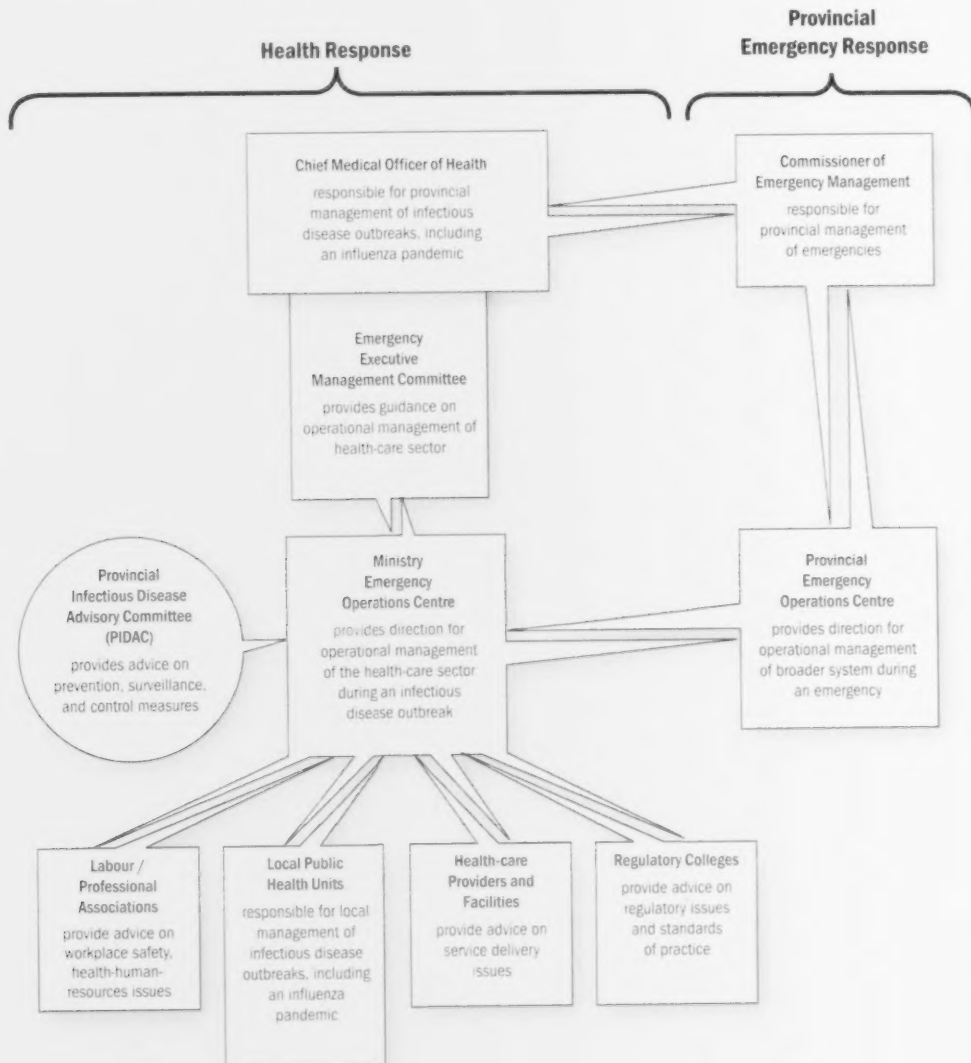 Health Response
Provincial
Emergency Response
Chief Medical Officer of Health
responsible for provincial
management of infectious
disease outbreaks, including
an influenza pandemic
Commissioner of
Emergency Management
responsible for
provincial management
of emergencies
Emergency
Executive
Management Committee
provides guidance on
operational management of
health-care sector
Provincial
Infectious Disease
Advisory Committee
(PIDAC)
provides advice on
prevention, surveillance,
and control measures
Ministry
Emergency
Operations Centre
provides direction for
operational management
of the health-care sector
during an infectious
disease outbreak
Provincial
Emergency
Operations Centre
provides direction for
operational management
of broader system during
an emergency
Labour /
Professional
Associations
provide advice on
workplace safety,
health-human-
resources issues
Local Public
Health Units
responsible for local
management of
infectious disease
outbreaks, including
an influenza
pandemic
Health-care
Providers and
Facilities
provide advice on
service delivery
issues
Regulatory Colleges
provide advice on
regulatory issues
and standards
of practice